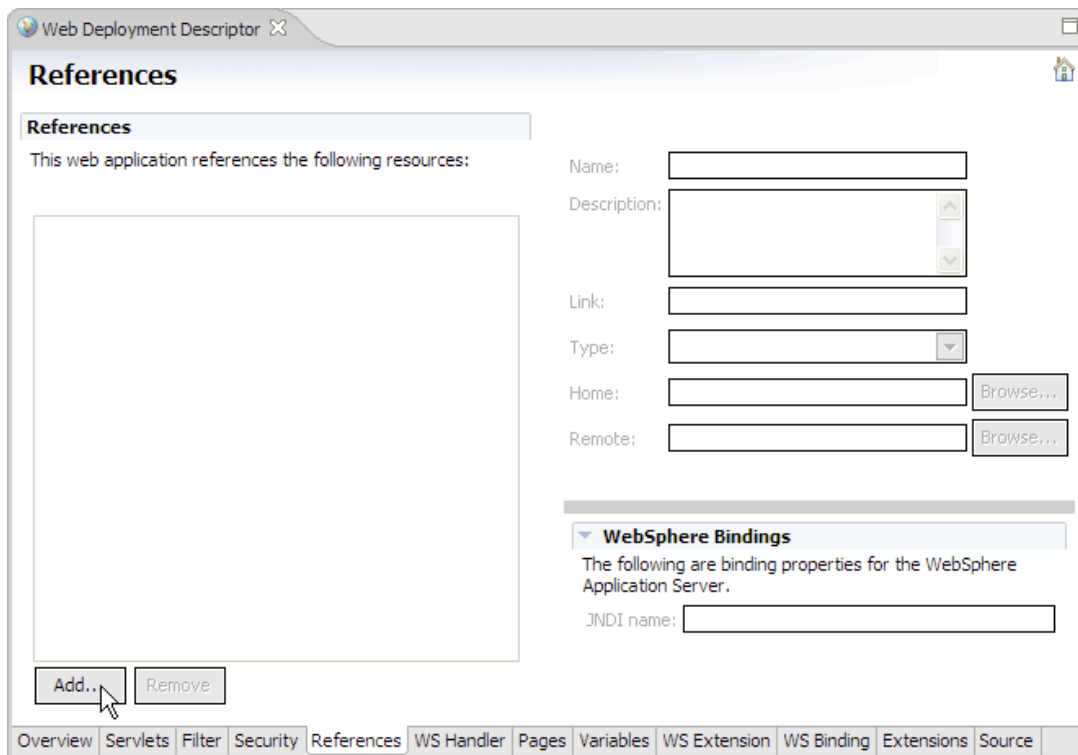 Web Deployment Descriptor
References
References
This web application references the following resources:
Name:
Description:
Link:
Type:
Home:
Browse...
Remote:
Browse...
WebSphere Bindings
The following are binding properties for the WebSphere
Application Server.
JNDI name:
Add...
Remove
Overview Servlets Filter Security References WS Handler Pages Variables WS Extension WS Binding Extensions Source